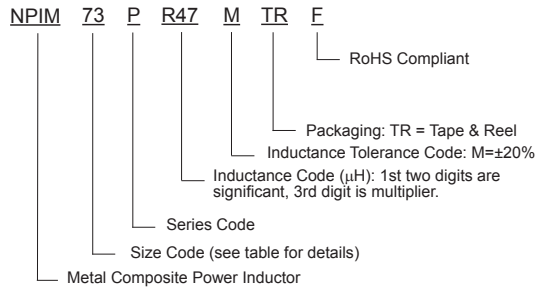 NPIM 73 P R47 M TR F
RoHS Compliant
Packaging: TR = Tape & Reel
Inductance Tolerance Code: M=±20%
Inductance Code (μH): 1st two digits are
significant, 3rd digit is multiplier.
Series Code
Size Code (see table for details)
Metal Composite Power Inductor